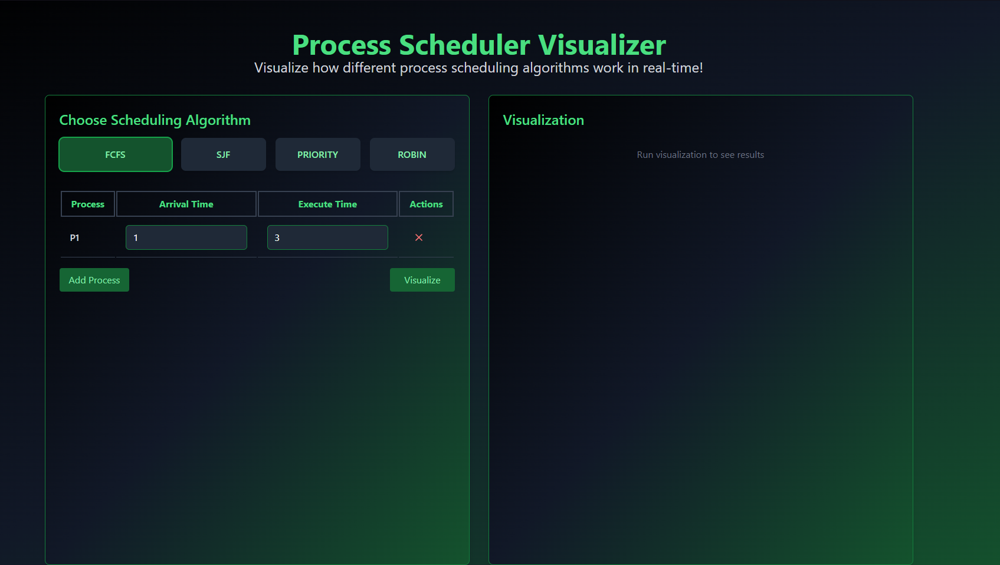 Process Scheduler Visualizer
Visualize how different process scheduling algorithms work in real-time!
Choose Scheduling Algorithm
FCFS SJF PRIORITY ROBIN
Process Arrival Time Execute Time Actions
P1 1 3
Add Process Visualize
Visualization
Run visualization to see results